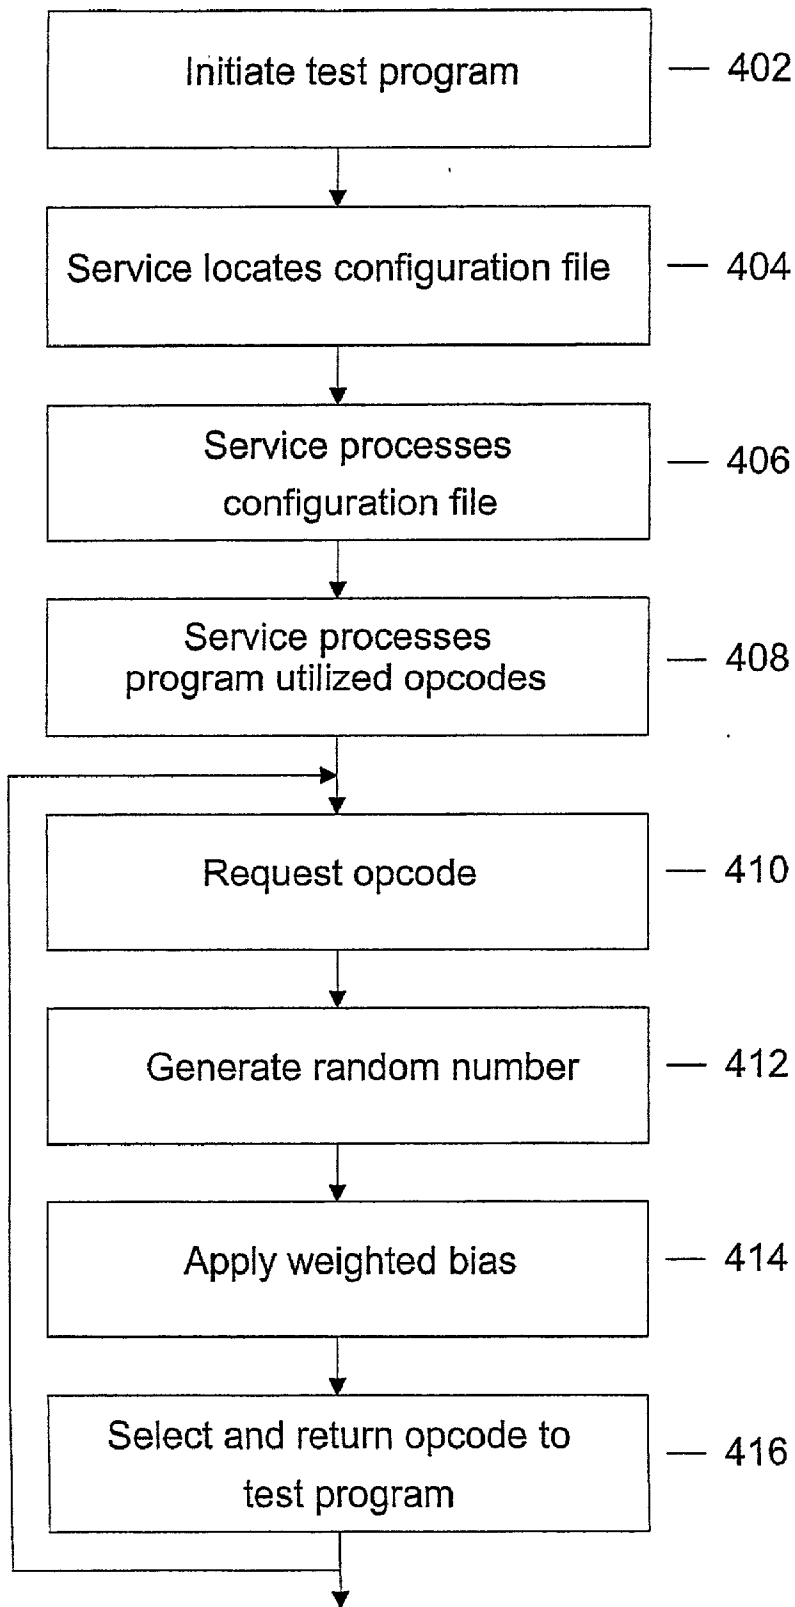 Initiate test program — 402
Service locates configuration file — 404
Service processes
configuration file — 406
Service processes
program utilized opcodes — 408
Request opcode — 410
Generate random number — 412
Apply weighted bias — 414
Select and return opcode to
test program — 416